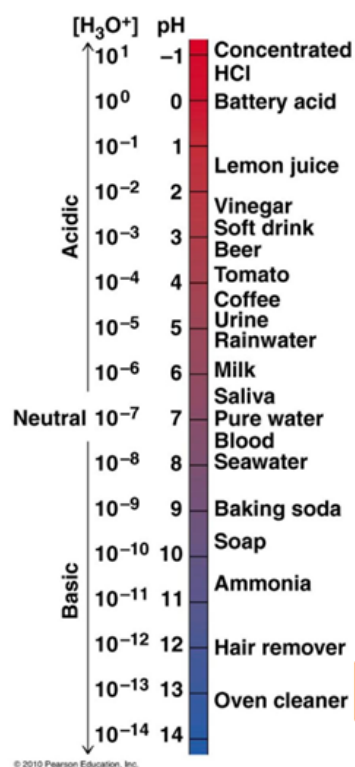 [H₃O⁺] pH
10¹ –1 Concentrated
HCl
10⁰ 0 Battery acid
10⁻¹ 1
Lemon juice
10⁻² 2
Vinegar
Soft drink
10⁻³ 3
Beer
Acidic
Tomato
10⁻⁴ 4
Coffee
Urine
10⁻⁵ 5
Rainwater
10⁻⁶ 6 Milk
Saliva
Neutral 10⁻⁷ 7 Pure water
Blood
10⁻⁸ 8 Seawater
10⁻⁹ 9 Baking soda
Soap
10⁻¹⁰ 10
Ammonia
10⁻¹¹ 11
Basic
10⁻¹² 12 Hair remover
10⁻¹³ 13
Oven cleaner
10⁻¹⁴ 14
© 2010 Pearson Education, Inc.